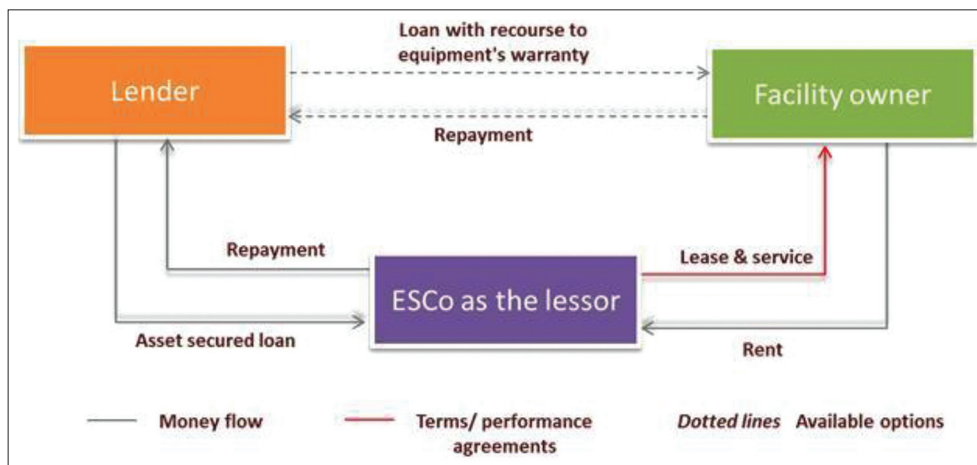 Loan with recourse to
equipment's warranty
Lender
Facility owner
Repayment
Repayment
Lease & service
ESCo as the lessor
Asset secured loan
Rent
Money flow
Terms/ performance
agreements
Dotted lines Available options